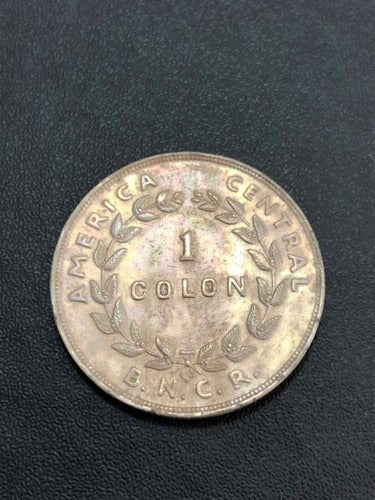 AMERICA CENTRAL
1
COLON
B.N.C.R.